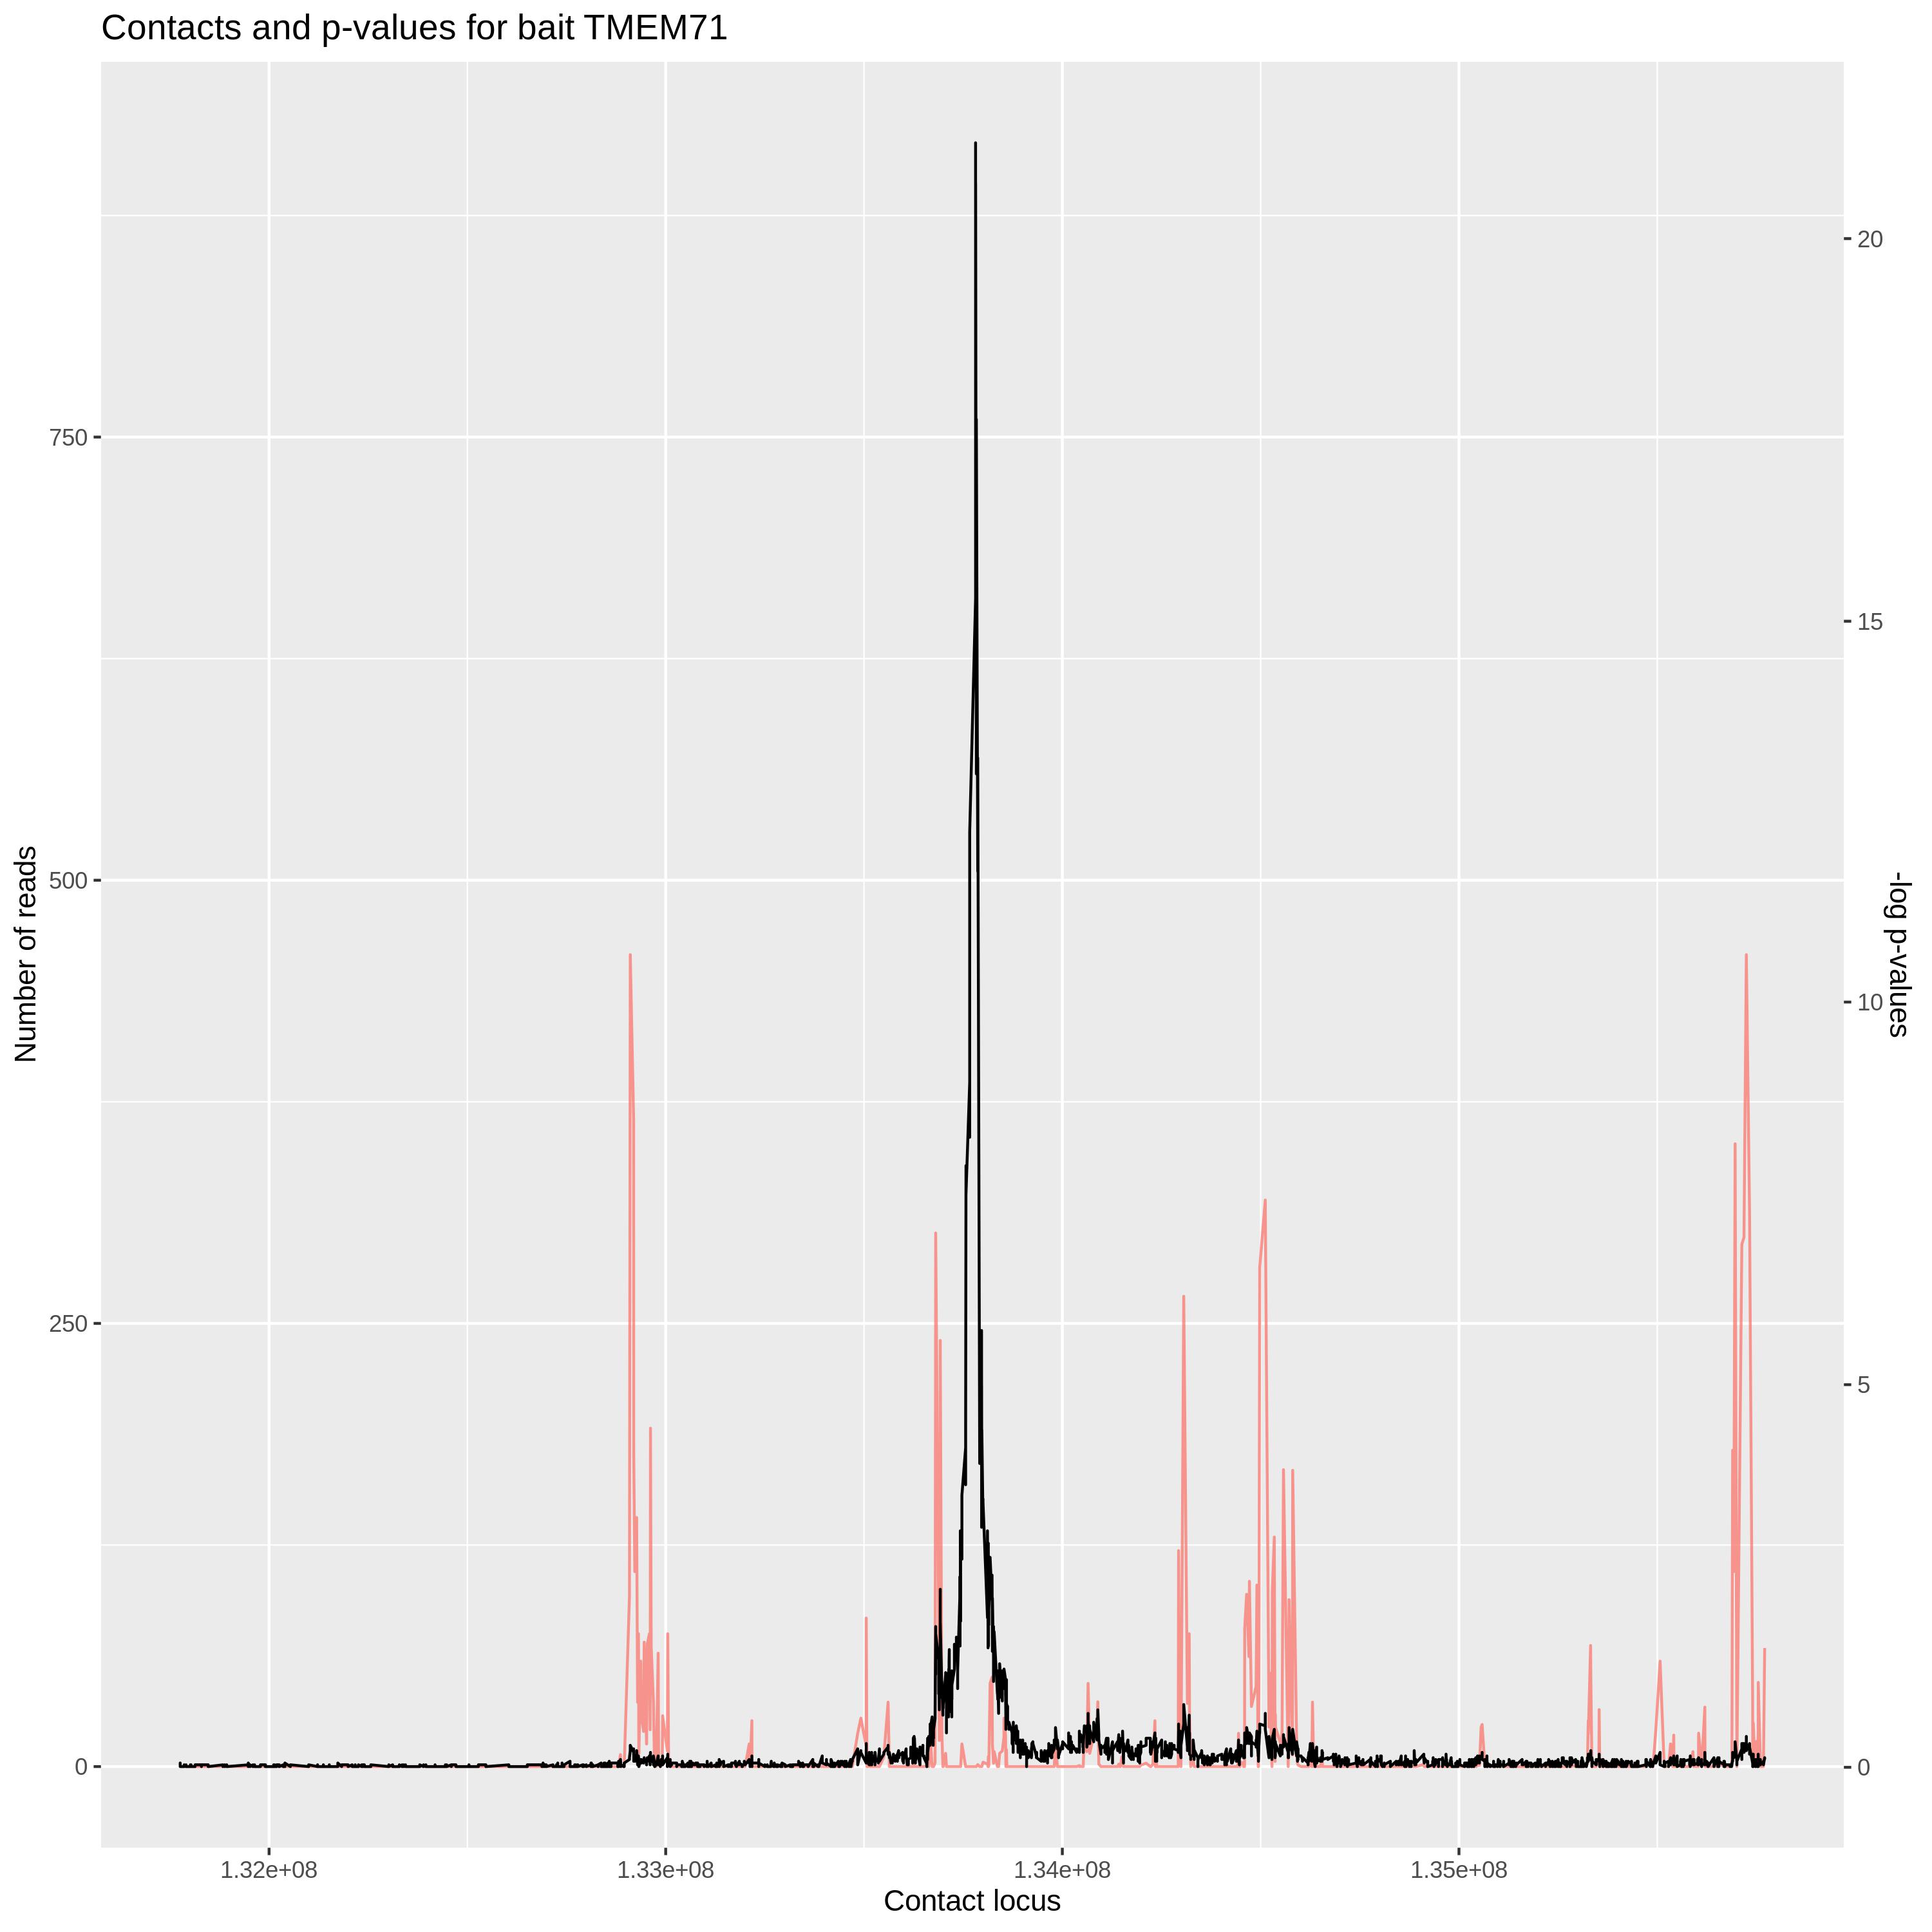 Contacts and p-values for bait TMEM71
Number of reads
750
500
250
0
20
15
10
5
0
-log p-values
1.32e+08
1.33e+08
1.34e+08
1.35e+08
Contact locus